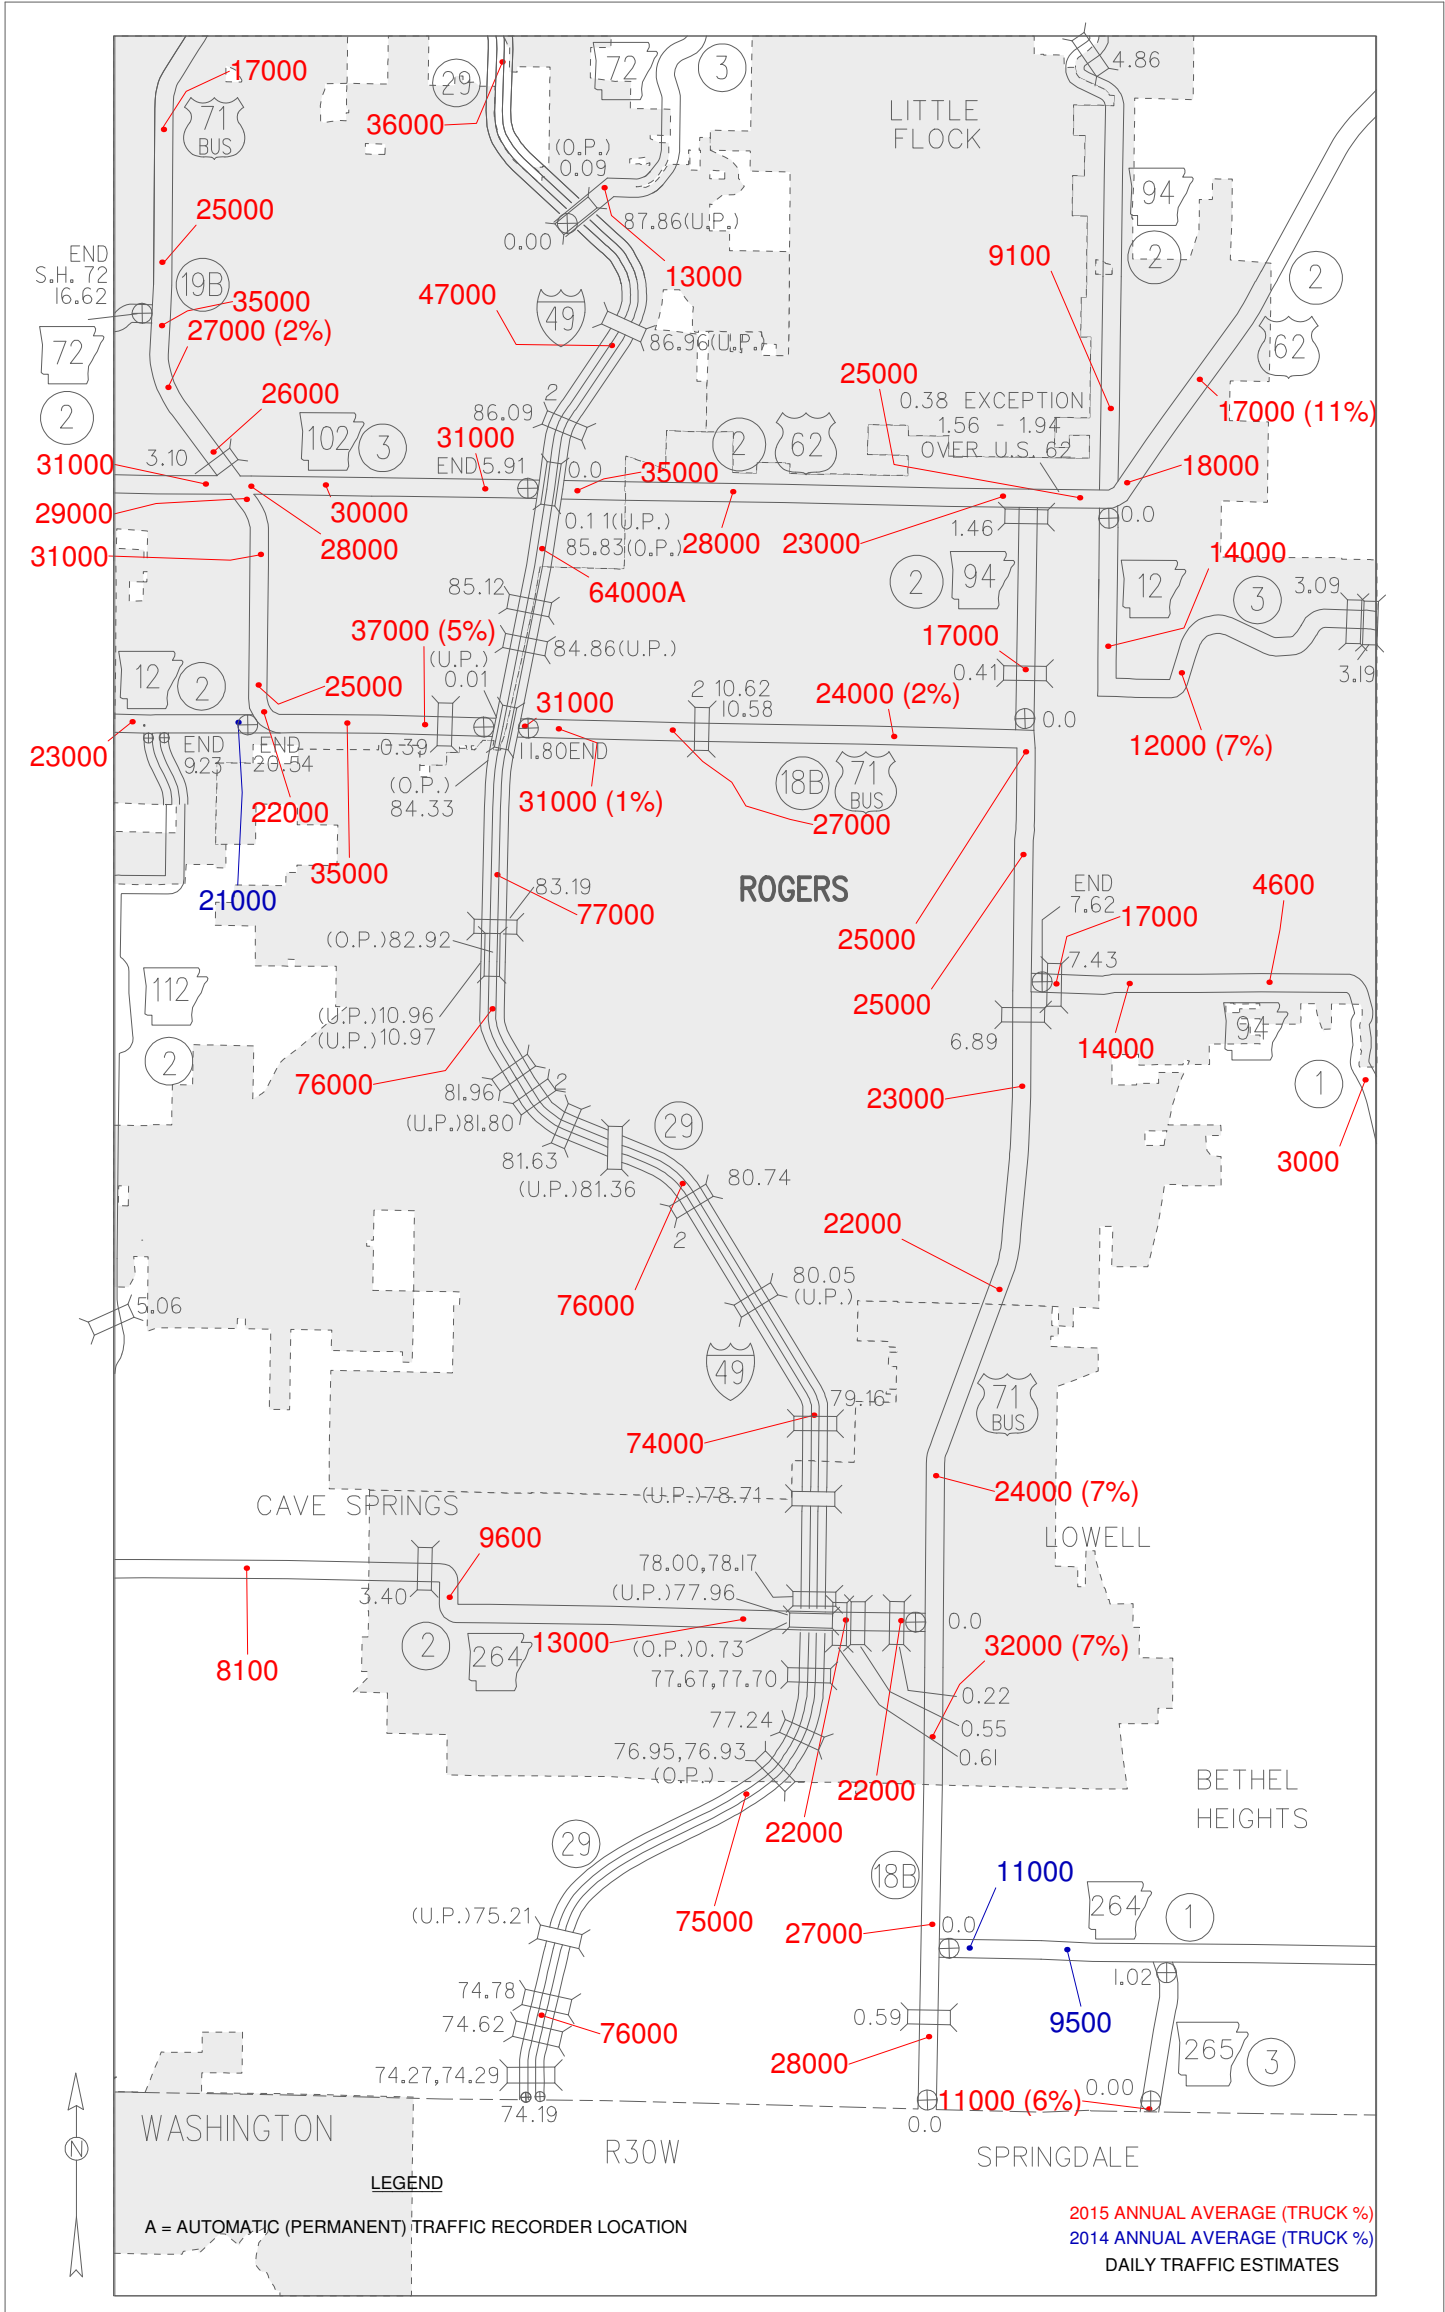 17000
71
BUS
29
36000
72
3
4.86
LITTLE
FLOCK
(O.P.)
0.09
94
25000
87.86(U.P.)
0.00
END
S.H. 72
16.62
19B
13000
9100
2
2
35000
47000
49
27000 (2%)
86.96(U.P.)
62
72
2
26000
25000
0.38 EXCEPTION
1.56 - 1.94
OVER U.S. 62
17000 (11%)
2
86.09
102
3
31000
2
62
3.10
31000
END5.91
0.0
35000
18000
29000
30000
0.11(U.P.)
28000
23000
1.46
0.0
31000
28000
85.83(O.P.)
64000A
2
94
14000
12
3
3.09
85.12
37000 (5%)
84.86(U.P.)
17000
(U.P.)
0.01
0.41
3.19
12
2
25000
31000
2 10.62
10.58
24000 (2%)
0.0
23000
END
9.23
END
20.54
0.39
11.80END
12000 (7%)
(O.P.)
84.33
22000
31000 (1%)
18B
71
BUS
27000
35000
21000
83.19
77000
ROGERS
END
7.62
4600
17000
25000
(O.P.)82.92
7.43
112
(U.P.)10.96
(U.P.)10.97
25000
94
6.89
14000
2
76000
81.96
2
(U.P.)81.80
23000
1
29
81.63
3000
(U.P.)81.36
80.74
22000
2
76000
80.05
(U.P.)
5.06
49
79.16
71
BUS
74000
CAVE SPRINGS
(U.P.)78.71
24000 (7%)
LOWELL
9600
78.00,78.17
(U.P.)77.96
3.40
0.0
2
264
13000
(O.P.)0.73
32000 (7%)
8100
77.67,77.70
0.22
77.24
0.55
76.95,76.93
(O.P.)
0.61
22000
BETHEL
HEIGHTS
22000
29
18B
11000
264
1
(U.P.)75.21
75000
27000
0.0
1.02
74.78
74.62
0.59
9500
76000
28000
265
3
74.27,74.29
0.00
11000 (6%)
74.19
0.0
WASHINGTON
R30W
SPRINGDALE
N
LEGEND
A = AUTOMATIC (PERMANENT) TRAFFIC RECORDER LOCATION
2015 ANNUAL AVERAGE (TRUCK %)
2014 ANNUAL AVERAGE (TRUCK %)
DAILY TRAFFIC ESTIMATES